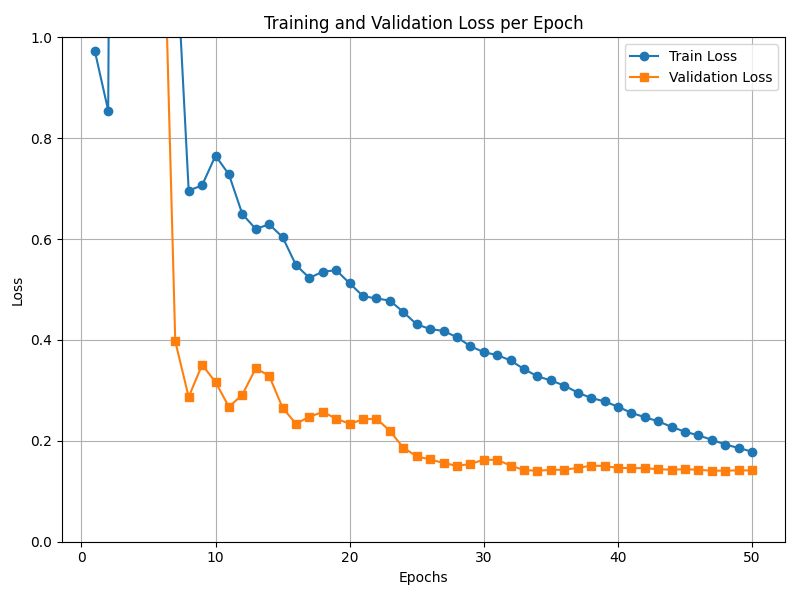 Training and Validation Loss per Epoch
1.0
0.8
0.6
0.4
0.2
0.0
Loss
Train Loss
Validation Loss
0 10 20 30 40 50
Epochs